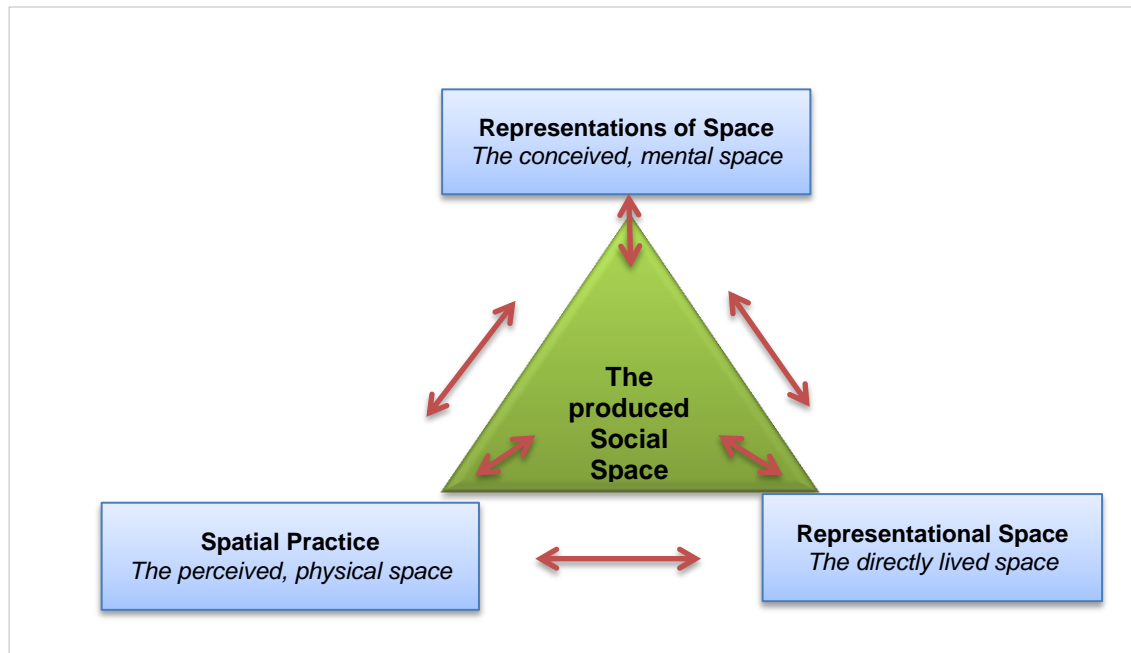 Representations of Space
The conceived, mental space
The
produced
Social
Space
Spatial Practice
The perceived, physical space
Representational Space
The directly lived space